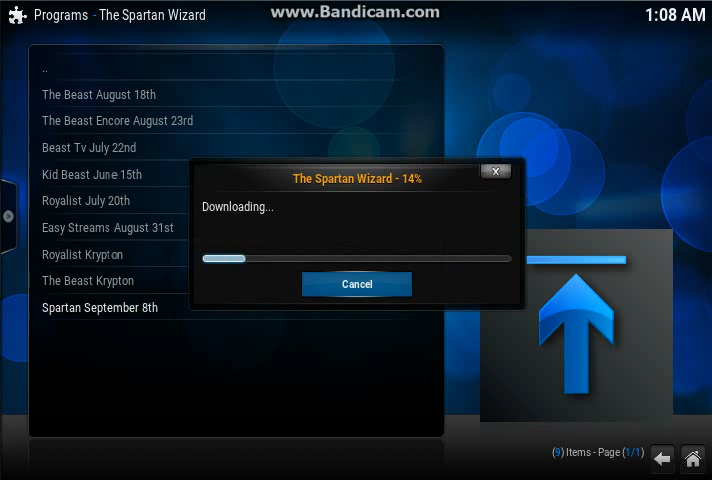 Programs - The Spartan Wizard
www.Bandicam.com
1:08 AM
..
The Beast August 18th
The Beast Encore August 23rd
Beast Tv July 22nd
Kid Beast June 15th
Royalist July 20th
Easy Streams August 31st
Royalist Krypton
The Beast Krypton
Spartan September 8th
The Spartan Wizard - 14%
X
Downloading...
Cancel
(9) Items - Page (1/1)